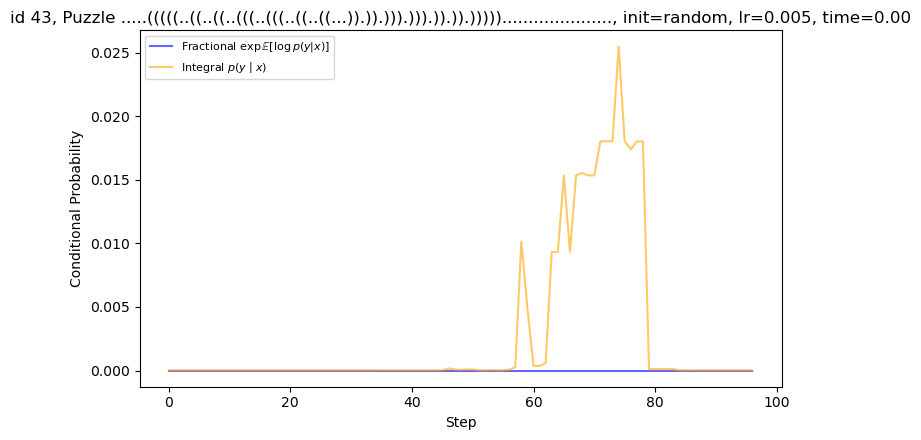 id 43, Puzzle .....(((((..((..((..(((..(((..((..((...)).)).))).))).)).)).)))))....................., init=random, lr=0.005, time=0.00
Fractional exp𝔼[log p(y|x)]
Integral p(y | x)
Conditional Probability
0.025
0.020
0.015
0.010
0.005
0.000
0 20 40 60 80 100
Step